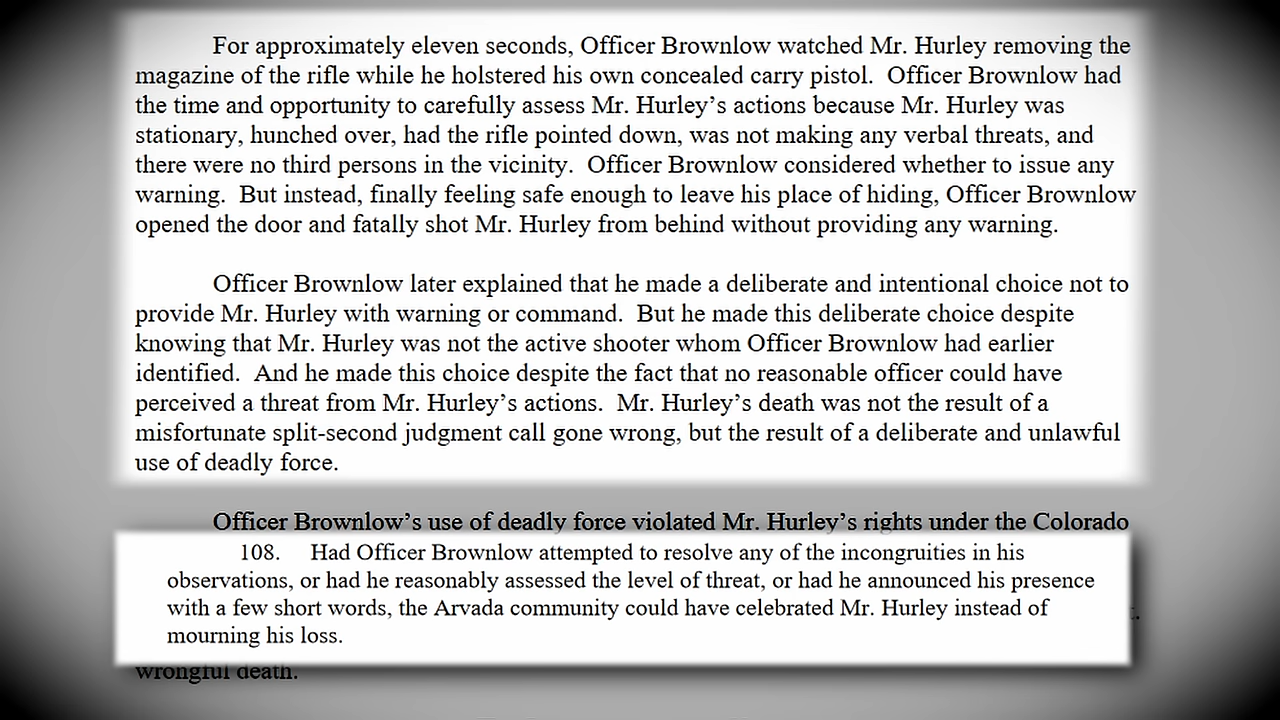 For approximately eleven seconds, Officer Brownlow watched Mr. Hurley removing the
magazine of the rifle while he holstered his own concealed carry pistol.  Officer Brownlow had
the time and opportunity to carefully assess Mr. Hurley’s actions because Mr. Hurley was
stationary, hunched over, had the rifle pointed down, was not making any verbal threats, and
there were no third persons in the vicinity.  Officer Brownlow considered whether to issue any
warning.  But instead, finally feeling safe enough to leave his place of hiding, Officer Brownlow
opened the door and fatally shot Mr. Hurley from behind without providing any warning.
Officer Brownlow later explained that he made a deliberate and intentional choice not to
provide Mr. Hurley with warning or command.  But he made this deliberate choice despite
knowing that Mr. Hurley was not the active shooter whom Officer Brownlow had earlier
identified.  And he made this choice despite the fact that no reasonable officer could have
perceived a threat from Mr. Hurley’s actions.  Mr. Hurley’s death was not the result of a
misfortunate split-second judgment call gone wrong, but the result of a deliberate and unlawful
use of deadly force.
Officer Brownlow’s use of deadly force violated Mr. Hurley’s rights under the Colorado
108. Had Officer Brownlow attempted to resolve any of the incongruities in his
observations, or had he reasonably assessed the level of threat, or had he announced his presence
with a few short words, the Arvada community could have celebrated Mr. Hurley instead of
mourning his loss.
wrongful death.